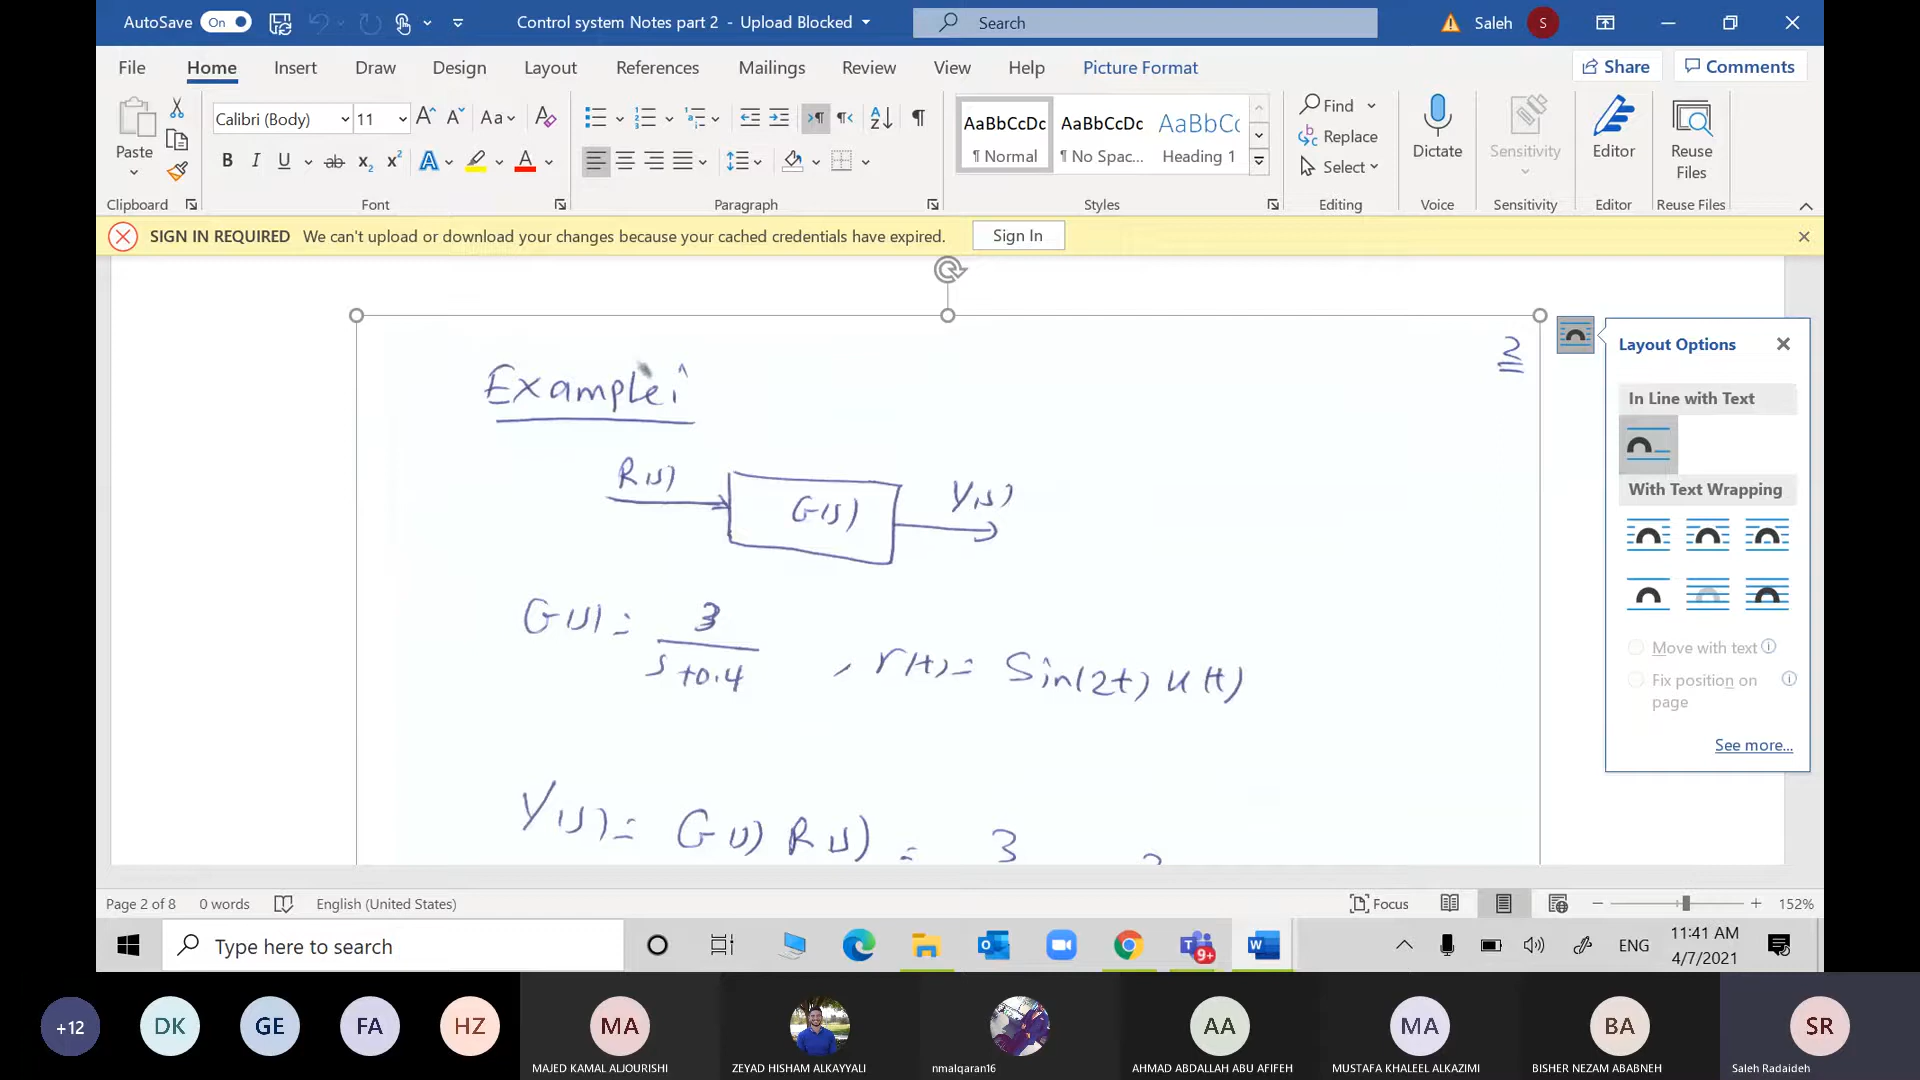 AutoSave On Control system Notes part 2 - Upload Blocked Search Saleh S
File Home Insert Draw Design Layout References Mailings Review View Help Picture Format Share Comments
Calibri (Body) 11 AaBbCcDc AaBbCcDc AaBbCc Find
Paste Replace Dictate Sensitivity Editor Reuse Files
¶ Normal ¶ No Spac... Heading 1 Select
Clipboard Font Paragraph Styles Editing Voice Sensitivity Editor Reuse Files
SIGN IN REQUIRED We can't upload or download your changes because your cached credentials have expired. Sign In
2
Example:
R(s) G(s) Y(s)
G(s) = 3 / s+0.4 , r(t) = Sin(2t) u(t)
Y(s) = G(s) R(s) = 3
Layout Options
In Line with Text
With Text Wrapping
Move with text
Fix position on
page
See more...
Page 2 of 8 0 words English (United States) Focus 152%
Type here to search 9+ ENG 11:41 AM
4/7/2021
+12 DK GE FA HZ MA AA MA BA SR
MAJED KAMAL ALJOURISHI ZEYAD HISHAM ALKAYYALI nmalqaran16 AHMAD ABDALLAH ABU AFIFEH MUSTAFA KHALEEL ALKAZIMI BISHER NEZAM ABABNEH Saleh Radaideh